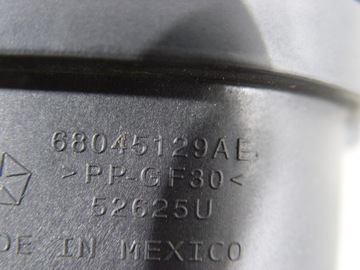 68045129AE
>PP-GF30<
52625U
DE IN MEXICO